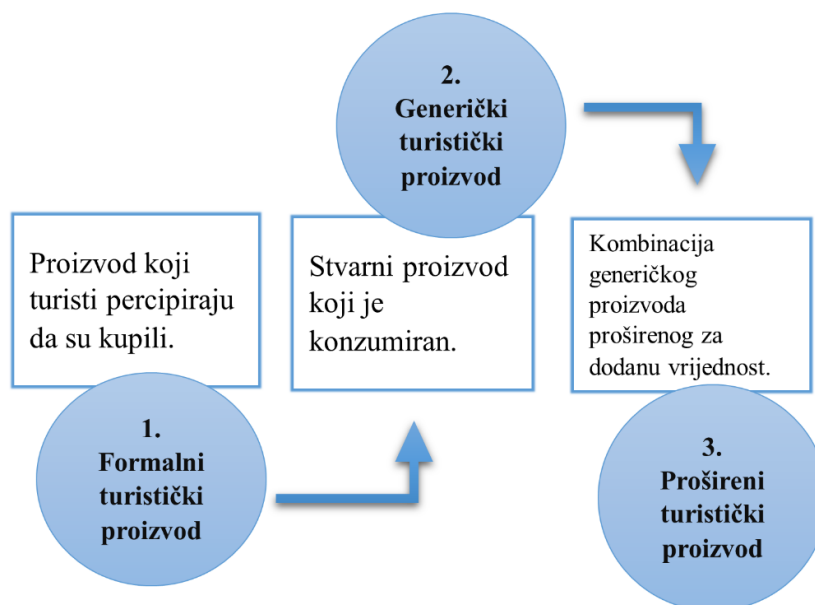 Proizvod koji
turisti percipiraju
da su kupili.
1.
Formalni
turistički
proizvod
2.
Generički
turistički
proizvod
Stvarni proizvod
koji je
konzumiran.
Kombinacija
generičkog
proizvoda
proširenog za
dodanu vrijednost.
3.
Prošireni
turistički
proizvod